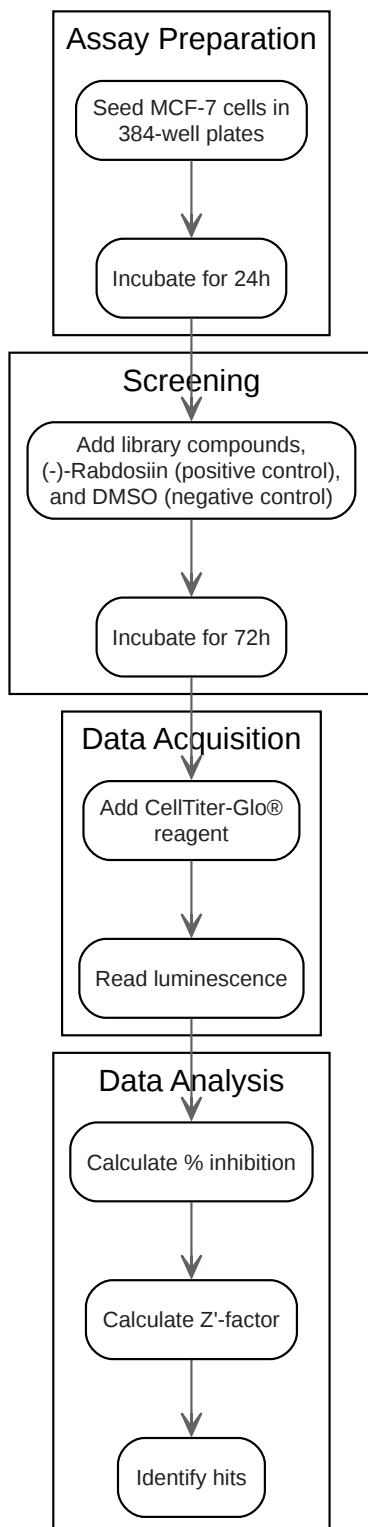 Assay Preparation
Seed MCF-7 cells in
384-well plates
Incubate for 24h
Screening
Add library compounds,
(-)-Rabdosiin (positive control),
and DMSO (negative control)
Incubate for 72h
Data Acquisition
Add CellTiter-Glo®
reagent
Read luminescence
Data Analysis
Calculate % inhibition
Calculate Z'-factor
Identify hits